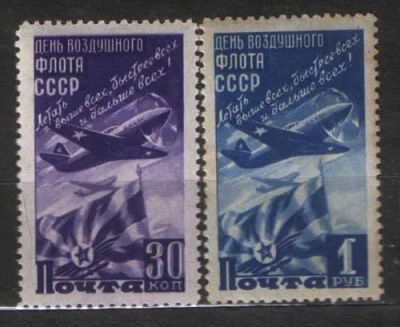 ДЕНЬ ВОЗДУШНОГО
ФЛОТА
СССР
Летать
выше всех, быстрее всех
и дальше всех!
Почта
30
КОП
ДЕНЬ ВОЗДУШНОГО
ФЛОТА
СССР
Летать
выше всех, быстрее всех
и дальше всех!
Почта
1
РУБ